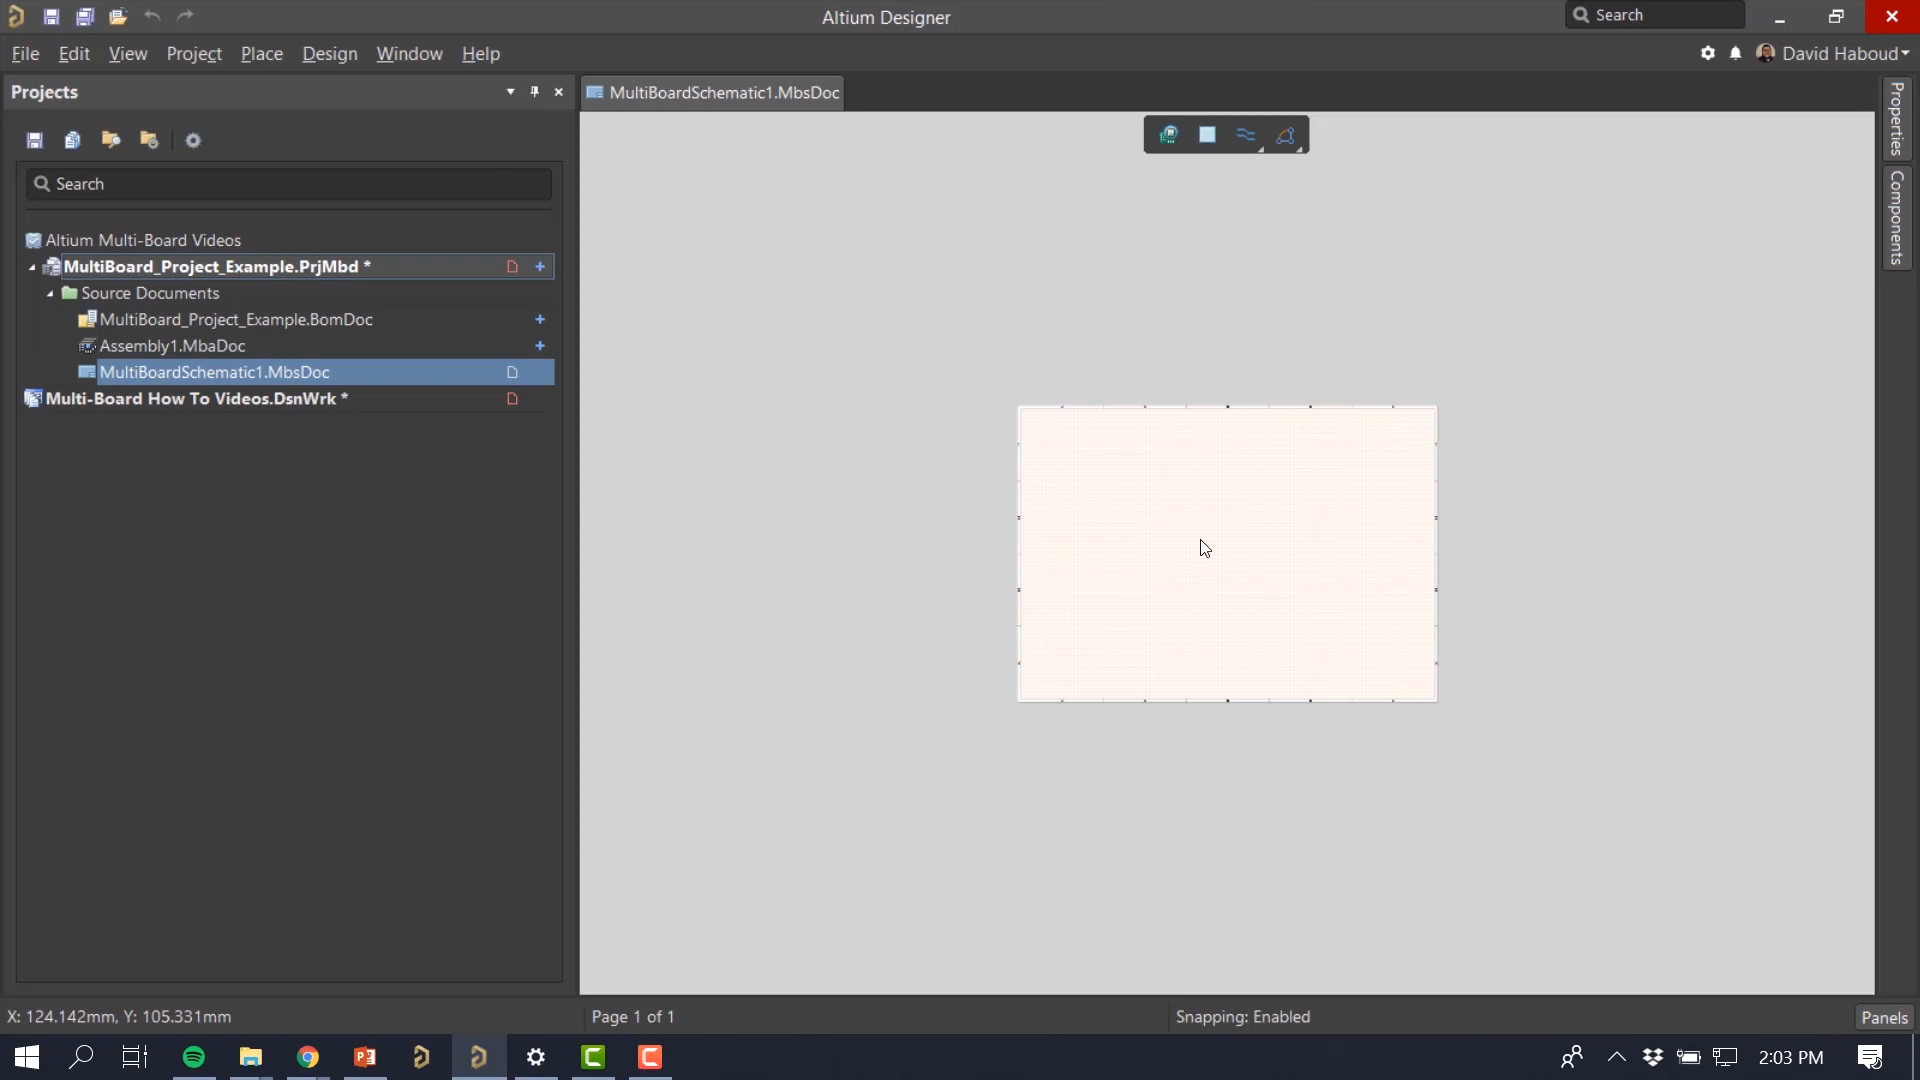 Altium Designer
Search
File Edit View Project Place Design Window Help
David Haboud
Projects
MultiBoardSchematic1.MbsDoc
Search
Altium Multi-Board Videos
MultiBoard_Project_Example.PrjMbd *
Source Documents
MultiBoard_Project_Example.BomDoc
Assembly1.MbaDoc
MultiBoardSchematic1.MbsDoc
Multi-Board How To Videos.DsnWrk *
Properties
Components
X: 124.142mm, Y: 105.331mm
Page 1 of 1
Snapping: Enabled
Panels
2:03 PM